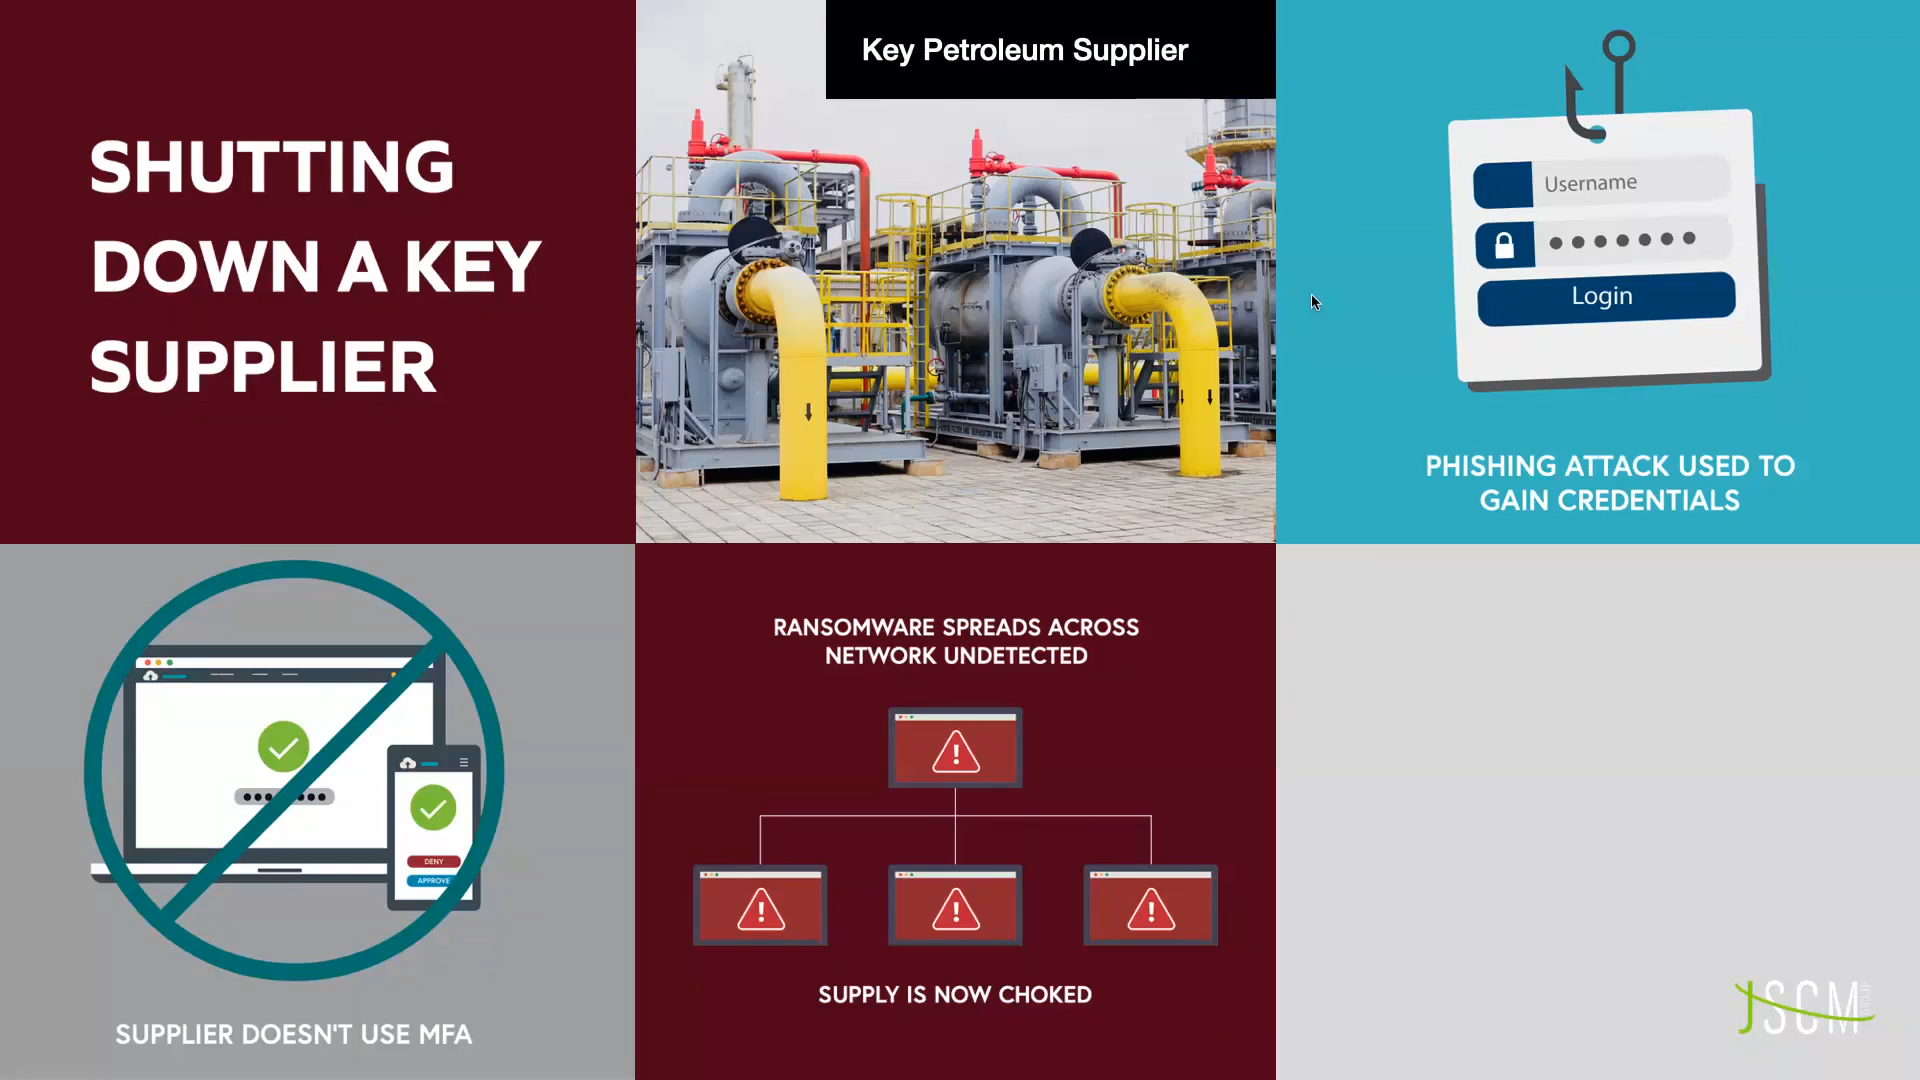 SHUTTING
DOWN A KEY
SUPPLIER
Key Petroleum Supplier
Username
Login
PHISHING ATTACK USED TO
GAIN CREDENTIALS
DENY
APPROVE
SUPPLIER DOESN'T USE MFA
RANSOMWARE SPREADS ACROSS
NETWORK UNDETECTED
SUPPLY IS NOW CHOKED
JSCM